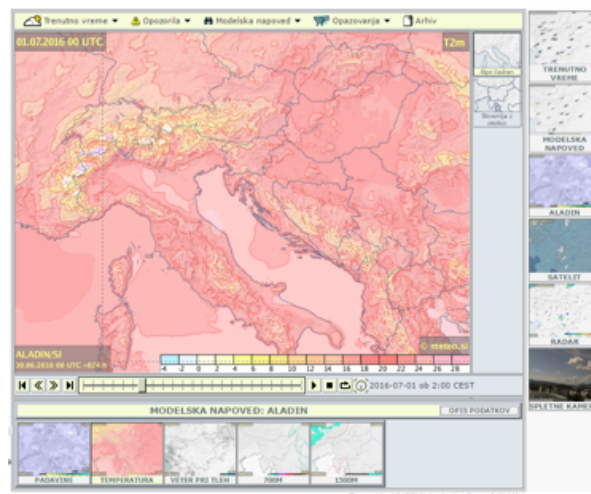 Trenutno vreme
Opozorila
Modelska napoved
Opazovanja
Arhiv
01.07.2016 00 UTC
T2m
Slovenija z
TRENUTNO
VREME
MODELSKA
NAPOVED
ALADIN
SATELIT
RADAR
SPLETNE KAMERE
ALADIN/SI
30.06.2016 00 UTC +024 h
© meteo.si
-4 -2 0 2 4 6 8 10 12 14 16 18 20 22 24 26 28
2016-07-01 ob 2:00 CEST
MODELSKA NAPOVED: ALADIN
OPIS PODATKOV
PADAVINE
TEMPERATURA
VETER PRI TLEH
700M
1500M